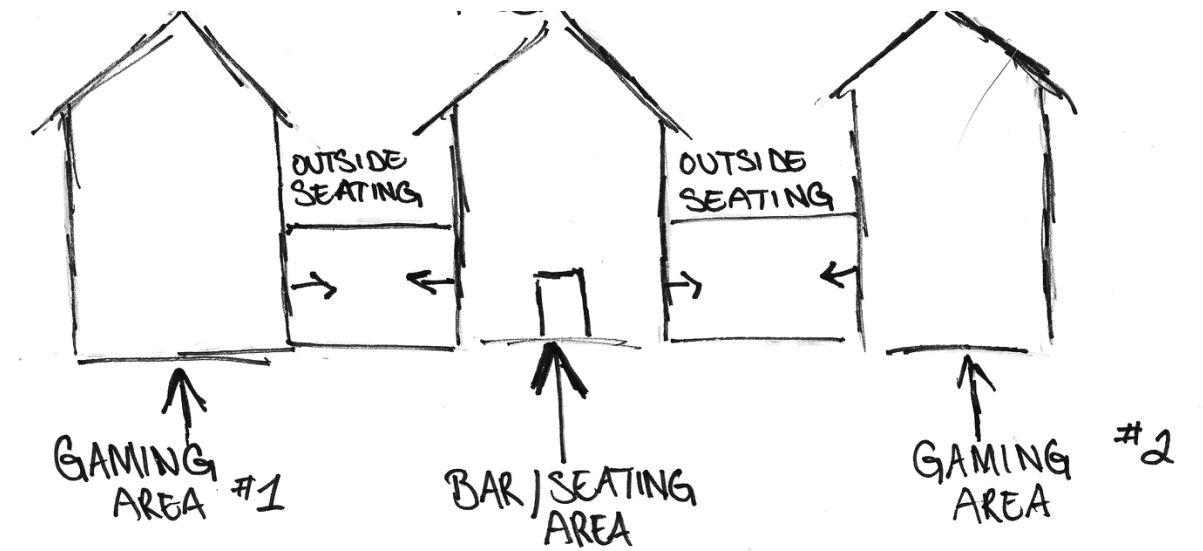 OUTSIDE
SEATING
OUTSIDE
SEATING
GAMING
AREA #1
BAR/SEATING
AREA
GAMING
AREA
#2